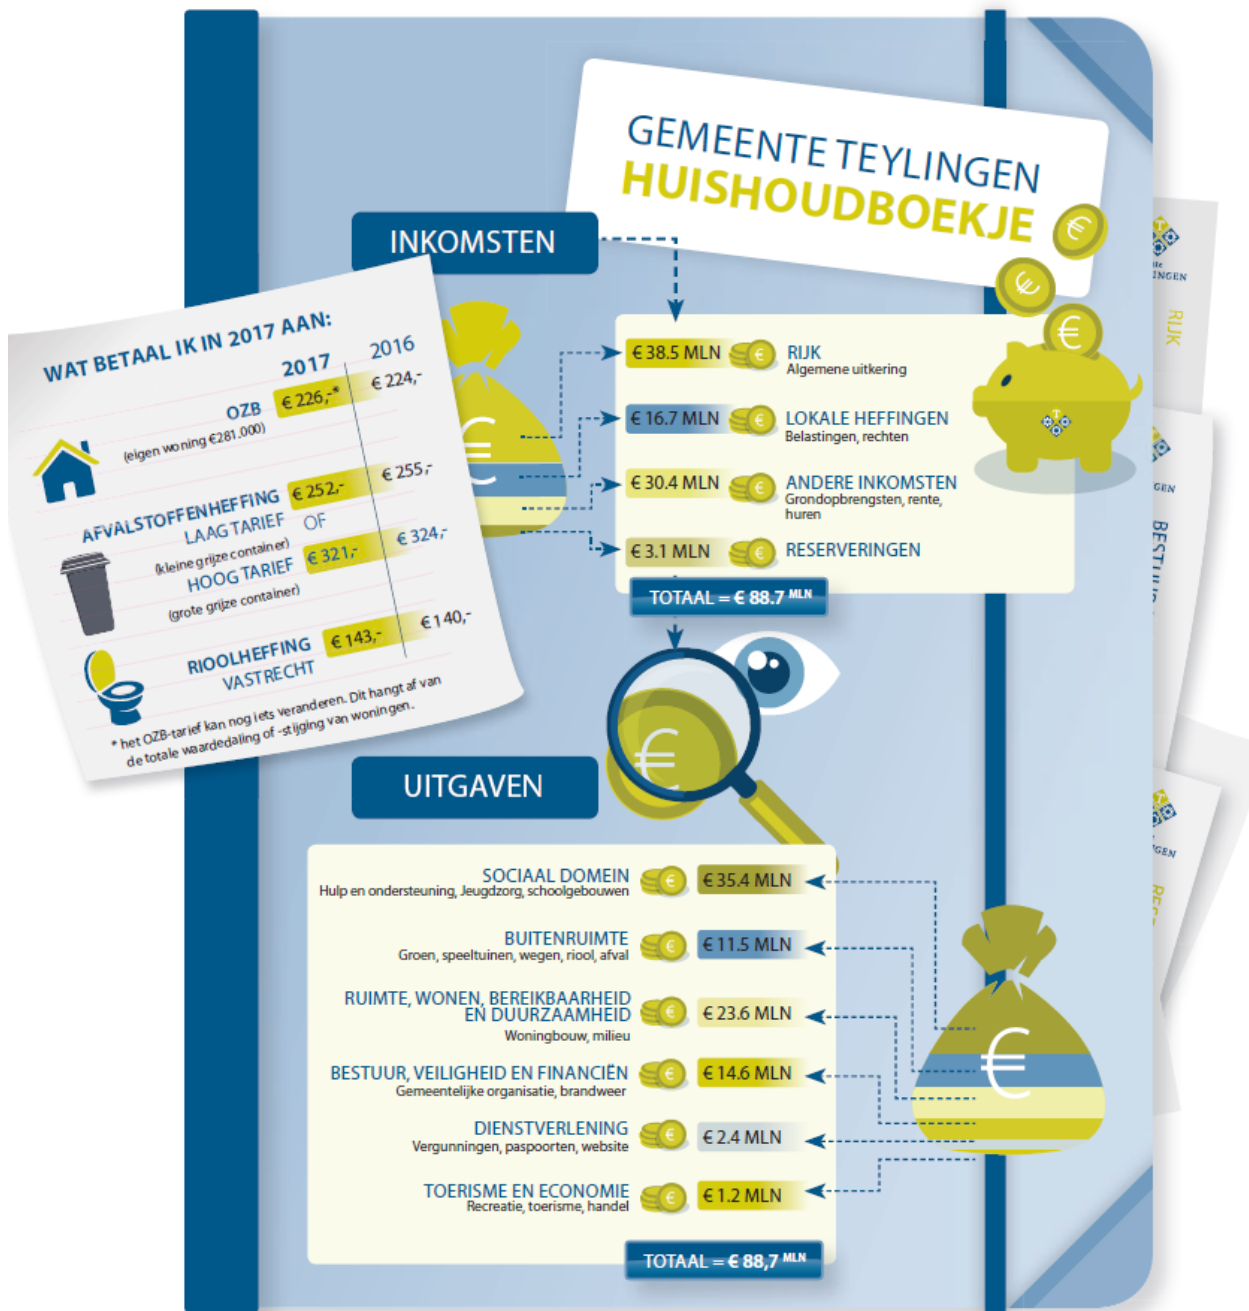 GEMEENTE TEYLINGEN
HUISHOUDBOEKJE
INKOMSTEN
€ 38.5 MLN
RIJK
Algemene uitkering
€ 16.7 MLN
LOKALE HEFFINGEN
Belastingen, rechten
€ 30.4 MLN
ANDERE INKOMSTEN
Grondopbrengsten, rente,
huren
€ 3.1 MLN
RESERVERINGEN
TOTAAL = € 88.7 MLN
WAT BETAAL IK IN 2017 AAN:
2017 2016
OZB € 226,-* € 224,-
(eigen woning €281.000)
AFVALSTOFFENHEFFING
LAAG TARIEF € 252,- € 255,-
(kleine grijze container) OF
HOOG TARIEF € 321,- € 324,-
(grote grijze container)
RIOOLHEFFING € 143,- € 140,-
VASTRECHT
* het OZB-tarief kan nog iets veranderen. Dit hangt af van
de totale waardedaling of -stijging van woningen.
UITGAVEN
SOCIAAL DOMEIN € 35.4 MLN
Hulp en ondersteuning, Jeugdzorg, schoolgebouwen
BUITENRUIMTE € 11.5 MLN
Groen, speeltuinen, wegen, riool, afval
RUIMTE, WONEN, BEREIKBAARHEID
EN DUURZAAMHEID € 23.6 MLN
Woningbouw, milieu
BESTUUR, VEILIGHEID EN FINANCIËN € 14.6 MLN
Gemeentelijke organisatie, brandweer
DIENSTVERLENING € 2.4 MLN
Vergunningen, paspoorten, website
TOERISME EN ECONOMIE € 1.2 MLN
Recreatie, toerisme, handel
TOTAAL = € 88,7 MLN
RIJK